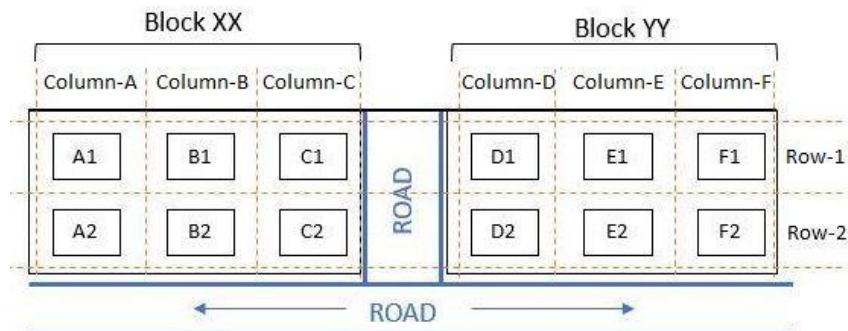 Block XX Block YY
Column-A Column-B Column-C Column-D Column-E Column-F
A1 B1 C1 ROAD D1 E1 F1 Row-1
A2 B2 C2 D2 E2 F2 Row-2
ROAD